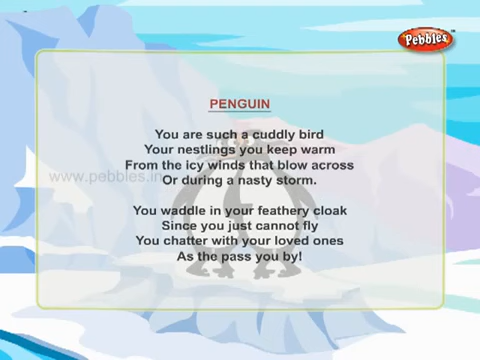 Pebbles
PENGUIN
You are such a cuddly bird
Your nestlings you keep warm
From the icy winds that blow across
Or during a nasty storm.
www.pebbles.in
You waddle in your feathery cloak
Since you just cannot fly
You chatter with your loved ones
As the pass you by!